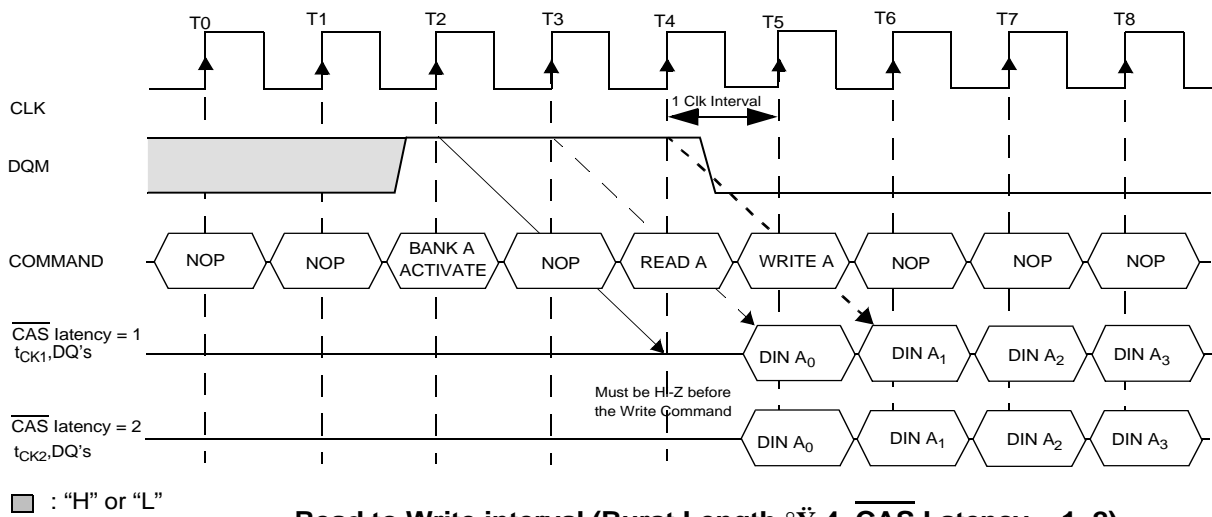 T0 T1 T2 T3 T4 T5 T6 T7 T8
CLK
1 Clk Interval
DQM
COMMAND NOP NOP BANK A ACTIVATE NOP READ A WRITE A NOP NOP NOP
CAS latency = 1
tCK1,DQ's
DIN A0 DIN A1 DIN A2 DIN A3
Must be Hi-Z before
the Write Command
CAS latency = 2
tCK2,DQ's
DIN A0 DIN A1 DIN A2 DIN A3
: “H” or “L”
Read to Write interval (Burst Length °Ÿ 4, CAS Latency = 1, 2)